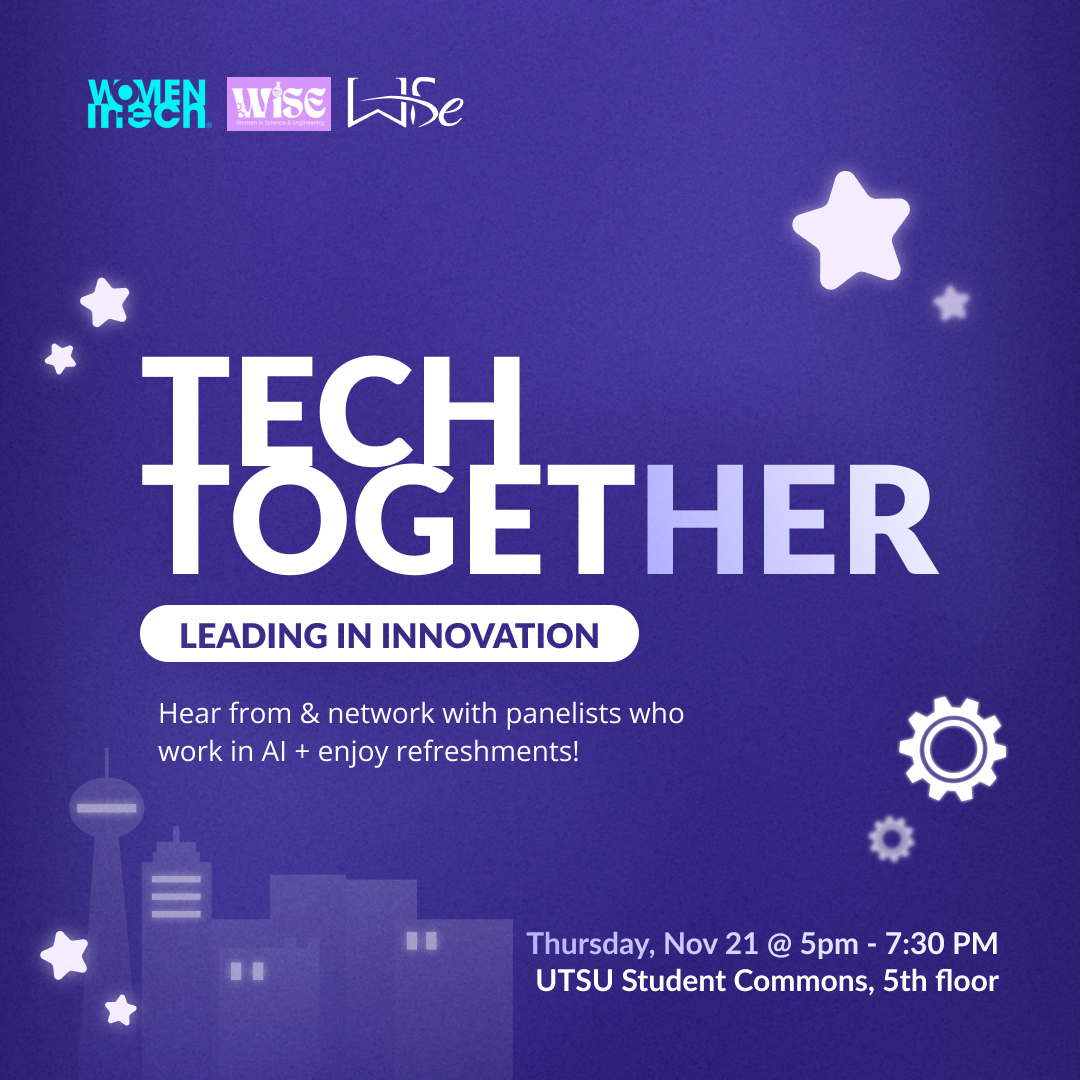 WOMEN
in tech®
WiSE
Women in Science & Engineering
WISe
TECH
TOGETHER
LEADING IN INNOVATION
Hear from & network with panelists who
work in AI + enjoy refreshments!
Thursday, Nov 21 @ 5pm - 7:30 PM
UTSU Student Commons, 5th floor